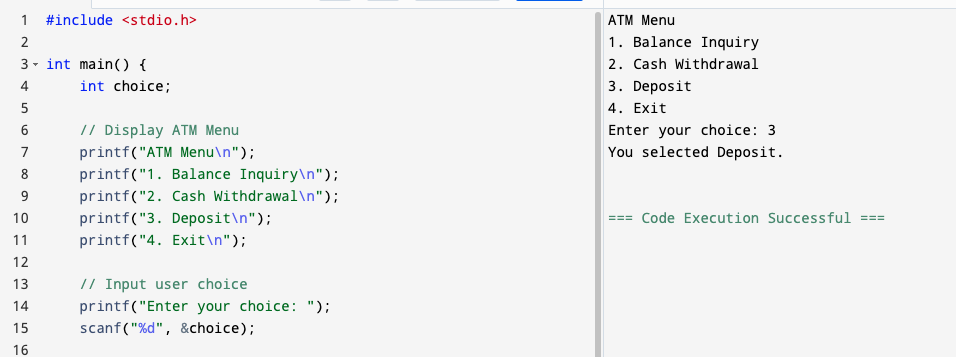 1 #include <stdio.h>
2
3 int main() {
4 int choice;
5
6 // Display ATM Menu
7 printf("ATM Menu\n");
8 printf("1. Balance Inquiry\n");
9 printf("2. Cash Withdrawal\n");
10 printf("3. Deposit\n");
11 printf("4. Exit\n");
12
13 // Input user choice
14 printf("Enter your choice: ");
15 scanf("%d", &choice);
16
ATM Menu
1. Balance Inquiry
2. Cash Withdrawal
3. Deposit
4. Exit
Enter your choice: 3
You selected Deposit.
=== Code Execution Successful ===